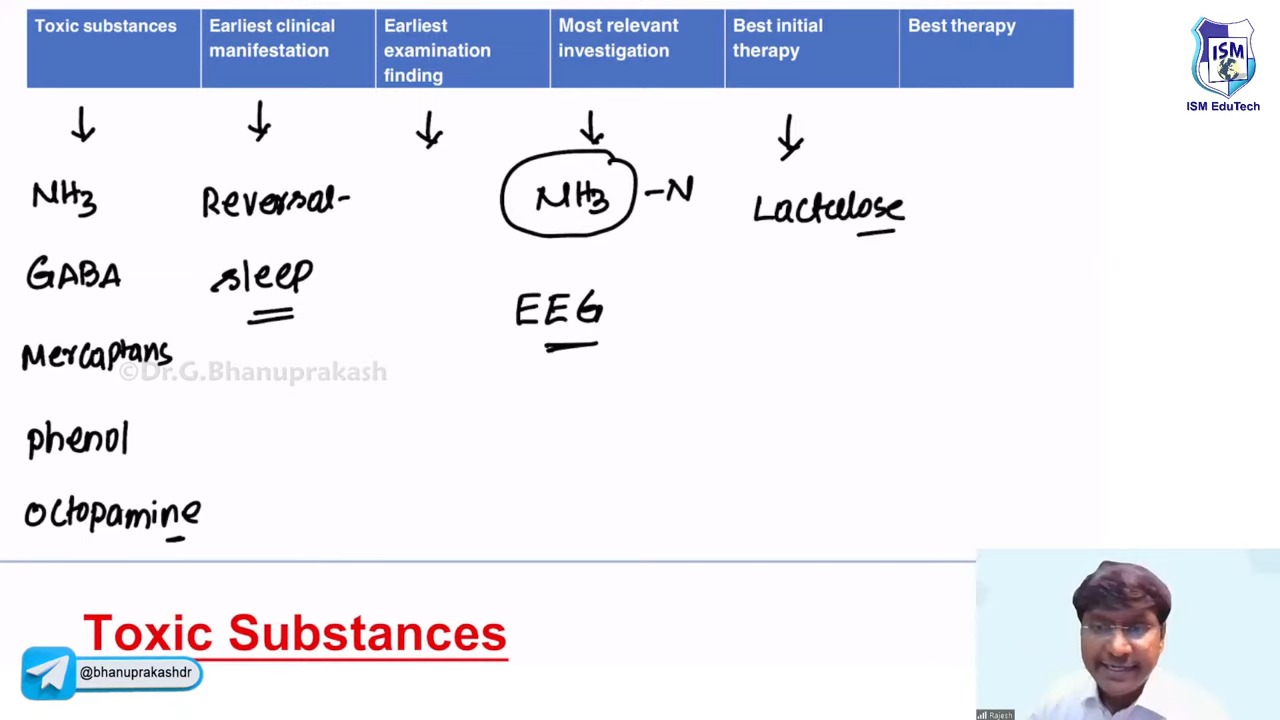 Toxic substances
Earliest clinical
manifestation
Earliest
examination
finding
Most relevant
investigation
Best initial
therapy
Best therapy
ISM
ISM EduTech
NH3
GABA
Mercaptans
phenol
Octopamine
Reversal-
sleep
NH3 -N
EEG
Lactulose
©Dr.G.Bhanuprakash
Toxic Substances
@bhanuprakashdr
Rajesh